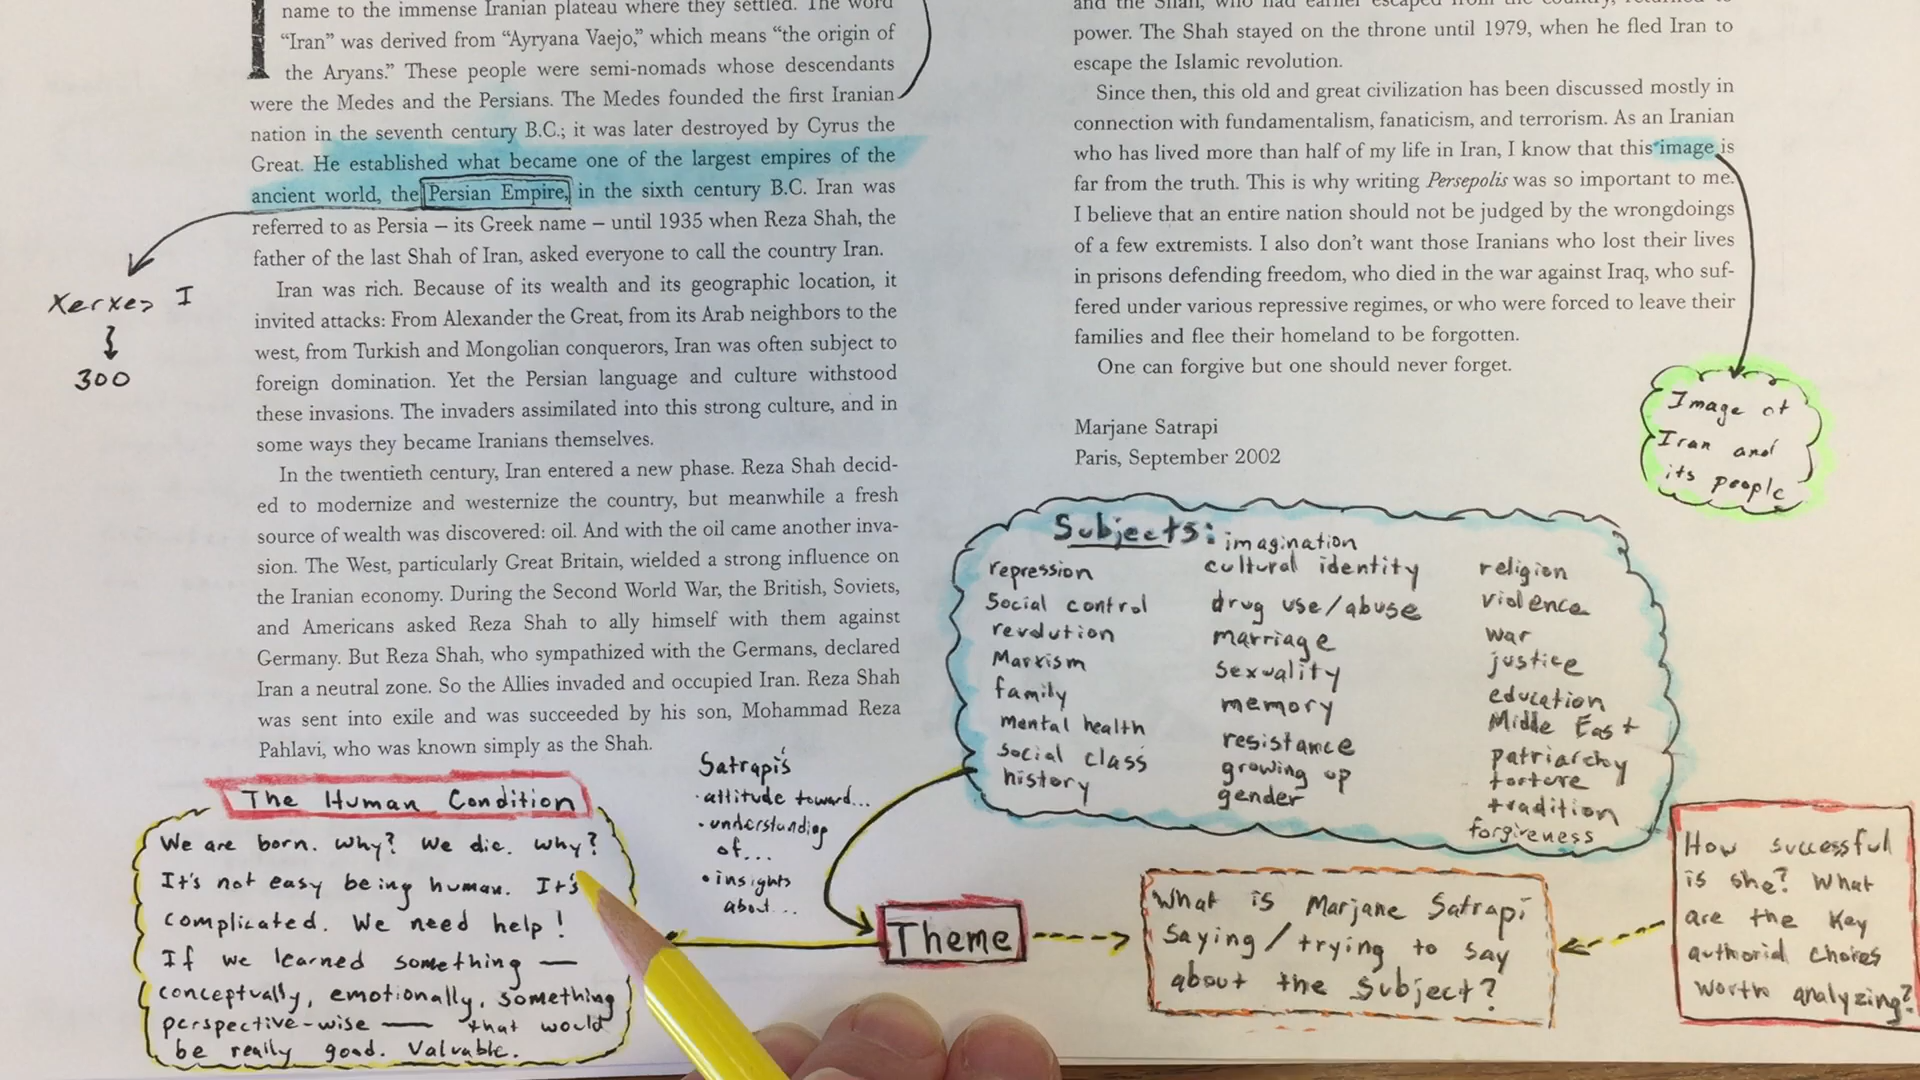 name to the immense Iranian plateau where they settled. The word
“Iran” was derived from “Ayryana Vaejo,” which means “the origin of
the Aryans.” These people were semi-nomads whose descendants
were the Medes and the Persians. The Medes founded the first Iranian
nation in the seventh century B.C.; it was later destroyed by Cyrus the
Great. He established what became one of the largest empires of the
ancient world, the Persian Empire, in the sixth century B.C. Iran was
referred to as Persia – its Greek name – until 1935 when Reza Shah, the
father of the last Shah of Iran, asked everyone to call the country Iran.
Iran was rich. Because of its wealth and its geographic location, it
invited attacks: From Alexander the Great, from its Arab neighbors to the
west, from Turkish and Mongolian conquerors, Iran was often subject to
foreign domination. Yet the Persian language and culture withstood
these invasions. The invaders assimilated into this strong culture, and in
some ways they became Iranians themselves.
In the twentieth century, Iran entered a new phase. Reza Shah decid-
ed to modernize and westernize the country, but meanwhile a fresh
source of wealth was discovered: oil. And with the oil came another inva-
sion. The West, particularly Great Britain, wielded a strong influence on
the Iranian economy. During the Second World War, the British, Soviets,
and Americans asked Reza Shah to ally himself with them against
Germany. But Reza Shah, who sympathized with the Germans, declared
Iran a neutral zone. So the Allies invaded and occupied Iran. Reza Shah
was sent into exile and was succeeded by his son, Mohammad Reza
Pahlavi, who was known simply as the Shah.
Xerxes I
300
and the Shah, who had earlier escaped from the country, returned to
power. The Shah stayed on the throne until 1979, when he fled Iran to
escape the Islamic revolution.
Since then, this old and great civilization has been discussed mostly in
connection with fundamentalism, fanaticism, and terrorism. As an Iranian
who has lived more than half of my life in Iran, I know that this image is
far from the truth. This is why writing Persepolis was so important to me.
I believe that an entire nation should not be judged by the wrongdoings
of a few extremists. I also don’t want those Iranians who lost their lives
in prisons defending freedom, who died in the war against Iraq, who suf-
fered under various repressive regimes, or who were forced to leave their
families and flee their homeland to be forgotten.
One can forgive but one should never forget.
Marjane Satrapi
Paris, September 2002
Image of
Iran and
its people
Subjects:
repression
Social control
revolution
Marxism
family
mental health
social class
history
imagination
cultural identity
drug use/abuse
marriage
sexuality
memory
resistance
growing up
gender
religion
violence
war
justice
education
Middle East
patriarchy
torture
tradition
forgiveness
The Human Condition
We are born. Why? We die. Why?
It's not easy being human. It's
complicated. We need help!
If we learned something —
conceptually, emotionally, something
perspective-wise — that would
be really good. Valuable.
Satrapi's
• attitude toward...
• understanding
of...
• insights
about...
Theme
What is Marjane Satrapi
saying/trying to say
about the subject?
How successful
is she? What
are the key
authorial choices
worth analyzing?